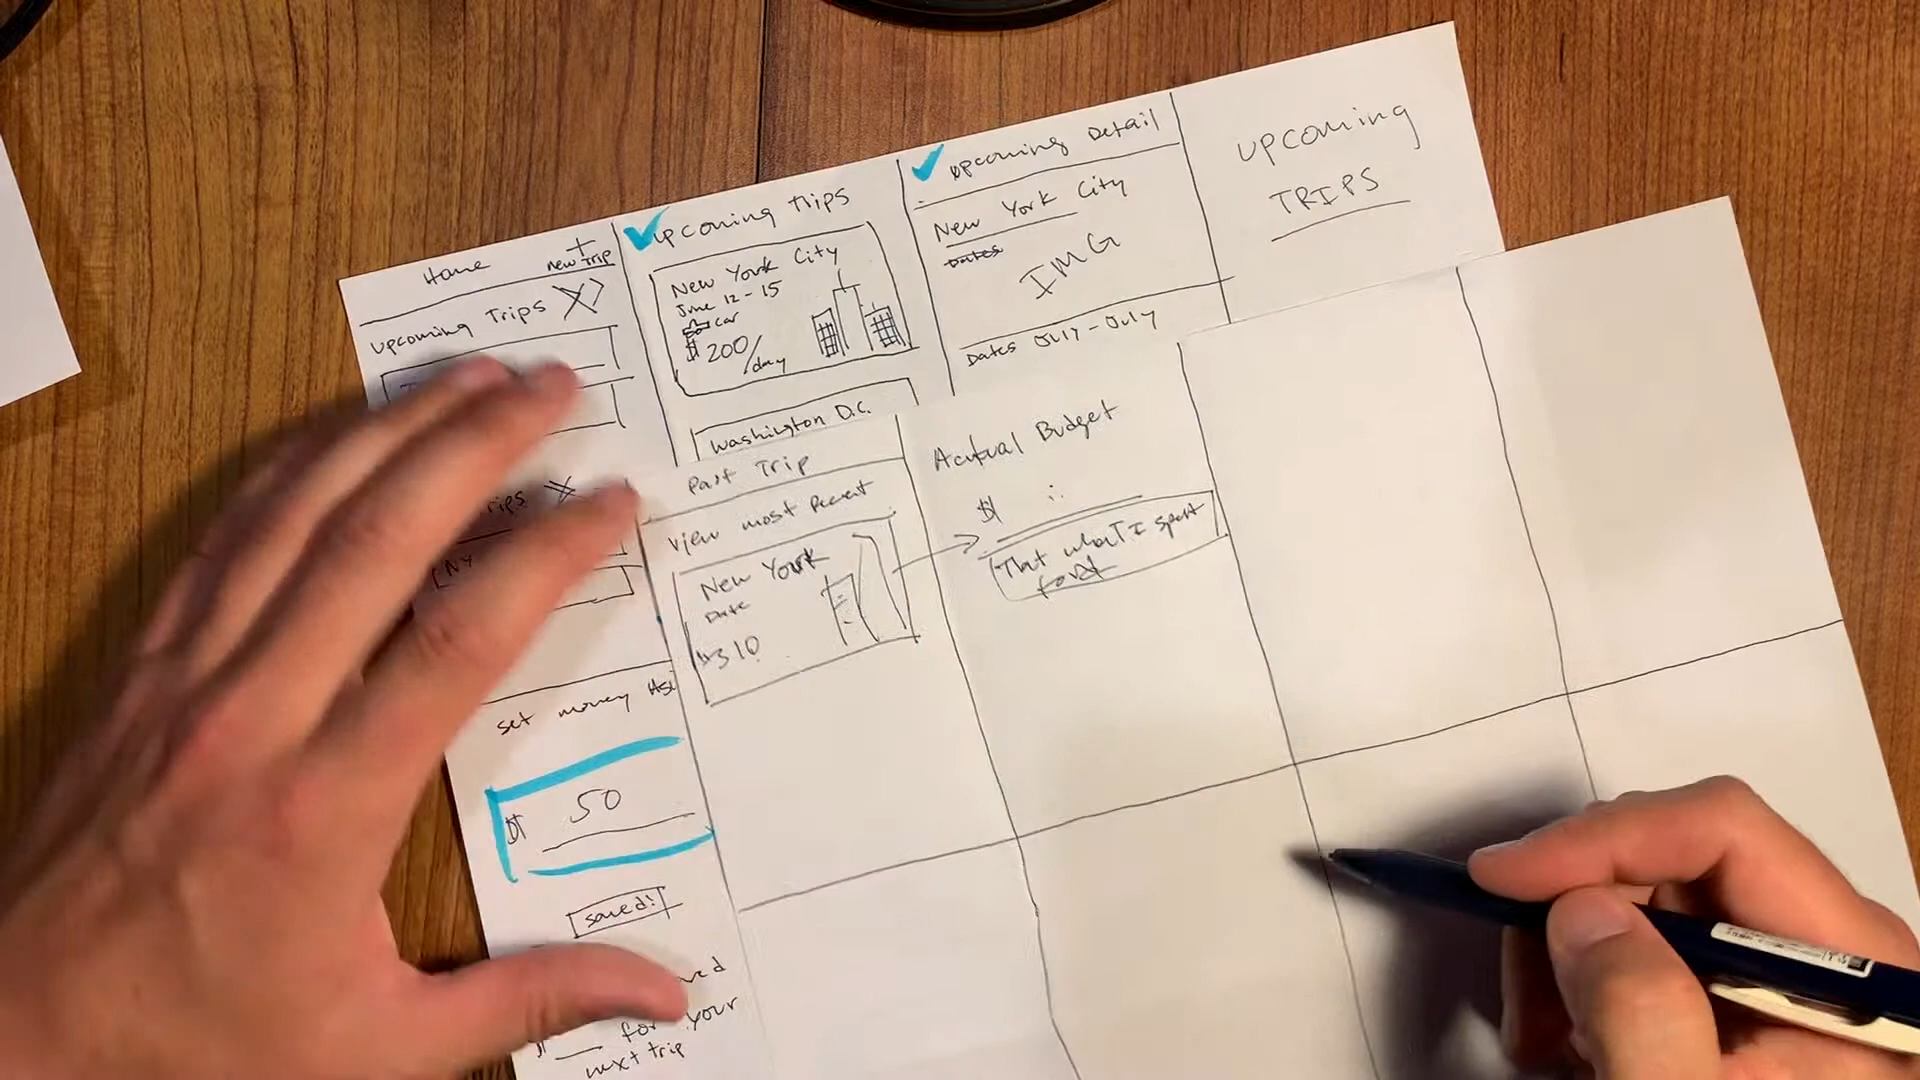 Home
+
new trip
upcoming Trips
upcoming trips
New York City
June 12-15
car
$ 200/day
Washington D.C.
upcoming Detail
New York City
Dates
IMG
Dates July - July
upcoming
TRIPS
Past Trip
View most Recent
New York
Date
$310
Actual Budget
$
That what I spent
set money
$ 50
saved!
for your
next trip